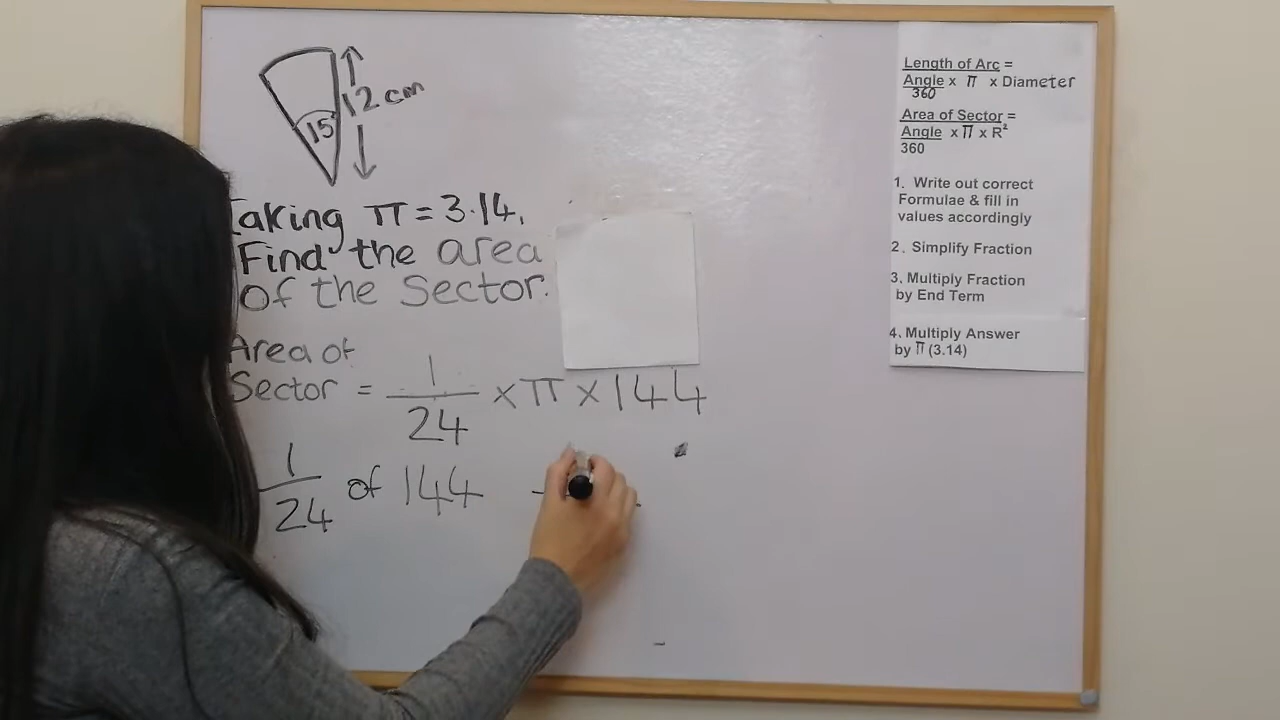 12 cm
15°
Taking π = 3.14,
Find the area
of the Sector.
Area of
Sector = 1/24 x π x 144
1/24 of 144
Length of Arc =
Angle x π x Diameter
360
Area of Sector =
Angle x π x R²
360
1. Write out correct
Formulae & fill in
values accordingly
2. Simplify Fraction
3. Multiply Fraction
by End Term
4. Multiply Answer
by π (3.14)